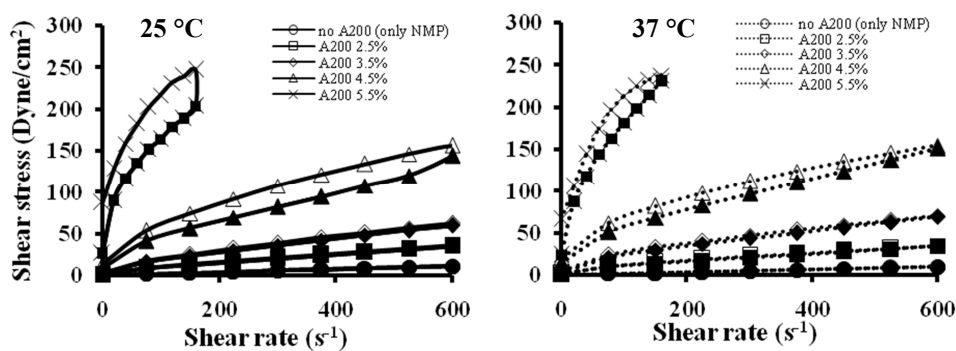 25 °C
no A200 (only NMP)
A200 2.5%
A200 3.5%
A200 4.5%
A200 5.5%
Shear stress (Dyne/cm²)
300
250
200
150
100
50
0
0
200
400
600
Shear rate (s⁻¹)
37 °C
no A200 (only NMP)
A200 2.5%
A200 3.5%
A200 4.5%
A200 5.5%
300
250
200
150
100
50
0
0
200
400
600
Shear rate (s⁻¹)